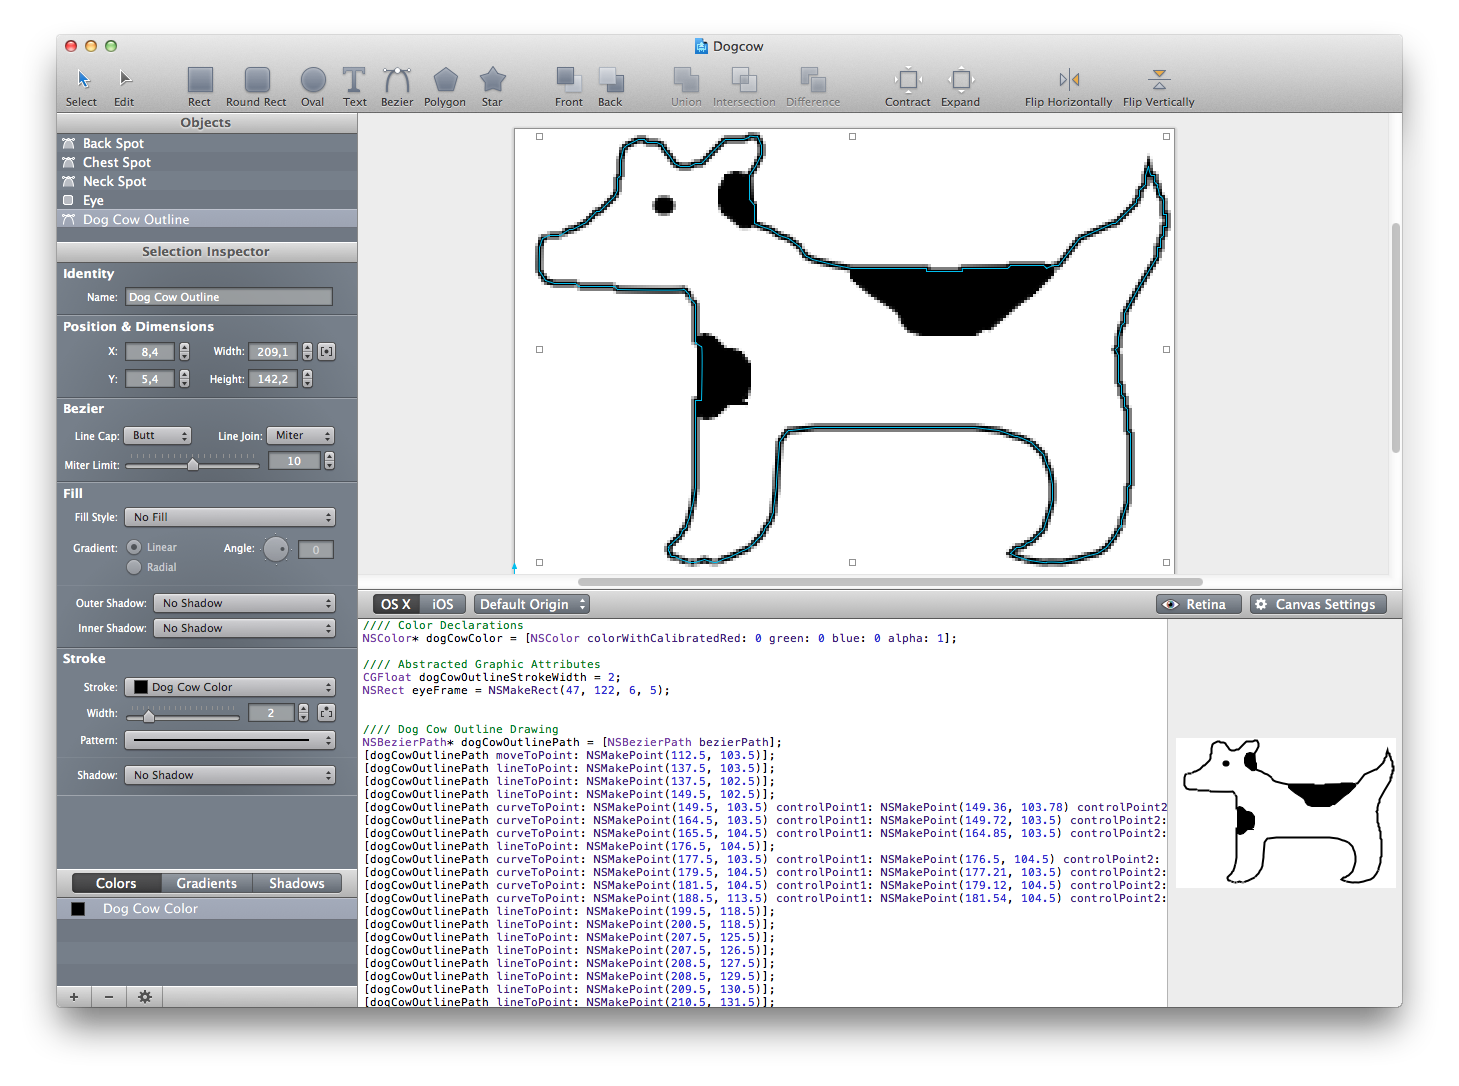 Dogcow
Select Edit Rect Round Rect Oval Text Bezier Polygon Star Front Back Union Intersection Difference Contract Expand Flip Horizontally Flip Vertically
Objects
Back Spot
Chest Spot
Neck Spot
Eye
Dog Cow Outline
Selection Inspector
Identity
Name: Dog Cow Outline
Position & Dimensions
X: 8,4 Width: 209,1
Y: 5,4 Height: 142,2
Bezier
Line Cap: Butt Line Join: Miter
Miter Limit: 10
Fill
Fill Style: No Fill
Gradient: Linear Angle: 0
Radial
Outer Shadow: No Shadow
Inner Shadow: No Shadow
Stroke
Stroke: Dog Cow Color
Width: 2
Pattern:
Shadow: No Shadow
Colors Gradients Shadows
Dog Cow Color
OS X iOS Default Origin Retina Canvas Settings
//// Color Declarations
NSColor* dogCowColor = [NSColor colorWithCalibratedRed: 0 green: 0 blue: 0 alpha: 1];
//// Abstracted Graphic Attributes
CGFloat dogCowOutlineStrokeWidth = 2;
NSRect eyeFrame = NSMakeRect(47, 122, 6, 5);
//// Dog Cow Outline Drawing
NSBezierPath* dogCowOutlinePath = [NSBezierPath bezierPath];
[dogCowOutlinePath moveToPoint: NSMakePoint(112.5, 103.5)];
[dogCowOutlinePath lineToPoint: NSMakePoint(137.5, 103.5)];
[dogCowOutlinePath lineToPoint: NSMakePoint(137.5, 102.5)];
[dogCowOutlinePath lineToPoint: NSMakePoint(149.5, 102.5)];
[dogCowOutlinePath curveToPoint: NSMakePoint(149.5, 103.5) controlPoint1: NSMakePoint(149.36, 103.78) controlPoint2
[dogCowOutlinePath curveToPoint: NSMakePoint(164.5, 103.5) controlPoint1: NSMakePoint(149.72, 103.5) controlPoint2:
[dogCowOutlinePath curveToPoint: NSMakePoint(165.5, 104.5) controlPoint1: NSMakePoint(164.85, 103.5) controlPoint2:
[dogCowOutlinePath lineToPoint: NSMakePoint(176.5, 104.5)];
[dogCowOutlinePath curveToPoint: NSMakePoint(177.5, 103.5) controlPoint1: NSMakePoint(176.5, 104.5) controlPoint2:
[dogCowOutlinePath curveToPoint: NSMakePoint(179.5, 104.5) controlPoint1: NSMakePoint(177.21, 103.5) controlPoint2:
[dogCowOutlinePath curveToPoint: NSMakePoint(181.5, 104.5) controlPoint1: NSMakePoint(179.12, 104.5) controlPoint2:
[dogCowOutlinePath curveToPoint: NSMakePoint(188.5, 113.5) controlPoint1: NSMakePoint(181.54, 104.5) controlPoint2:
[dogCowOutlinePath lineToPoint: NSMakePoint(199.5, 118.5)];
[dogCowOutlinePath lineToPoint: NSMakePoint(200.5, 118.5)];
[dogCowOutlinePath lineToPoint: NSMakePoint(207.5, 125.5)];
[dogCowOutlinePath lineToPoint: NSMakePoint(207.5, 126.5)];
[dogCowOutlinePath lineToPoint: NSMakePoint(208.5, 127.5)];
[dogCowOutlinePath lineToPoint: NSMakePoint(208.5, 129.5)];
[dogCowOutlinePath lineToPoint: NSMakePoint(209.5, 130.5)];
[dogCowOutlinePath lineToPoint: NSMakePoint(210.5, 131.5)];